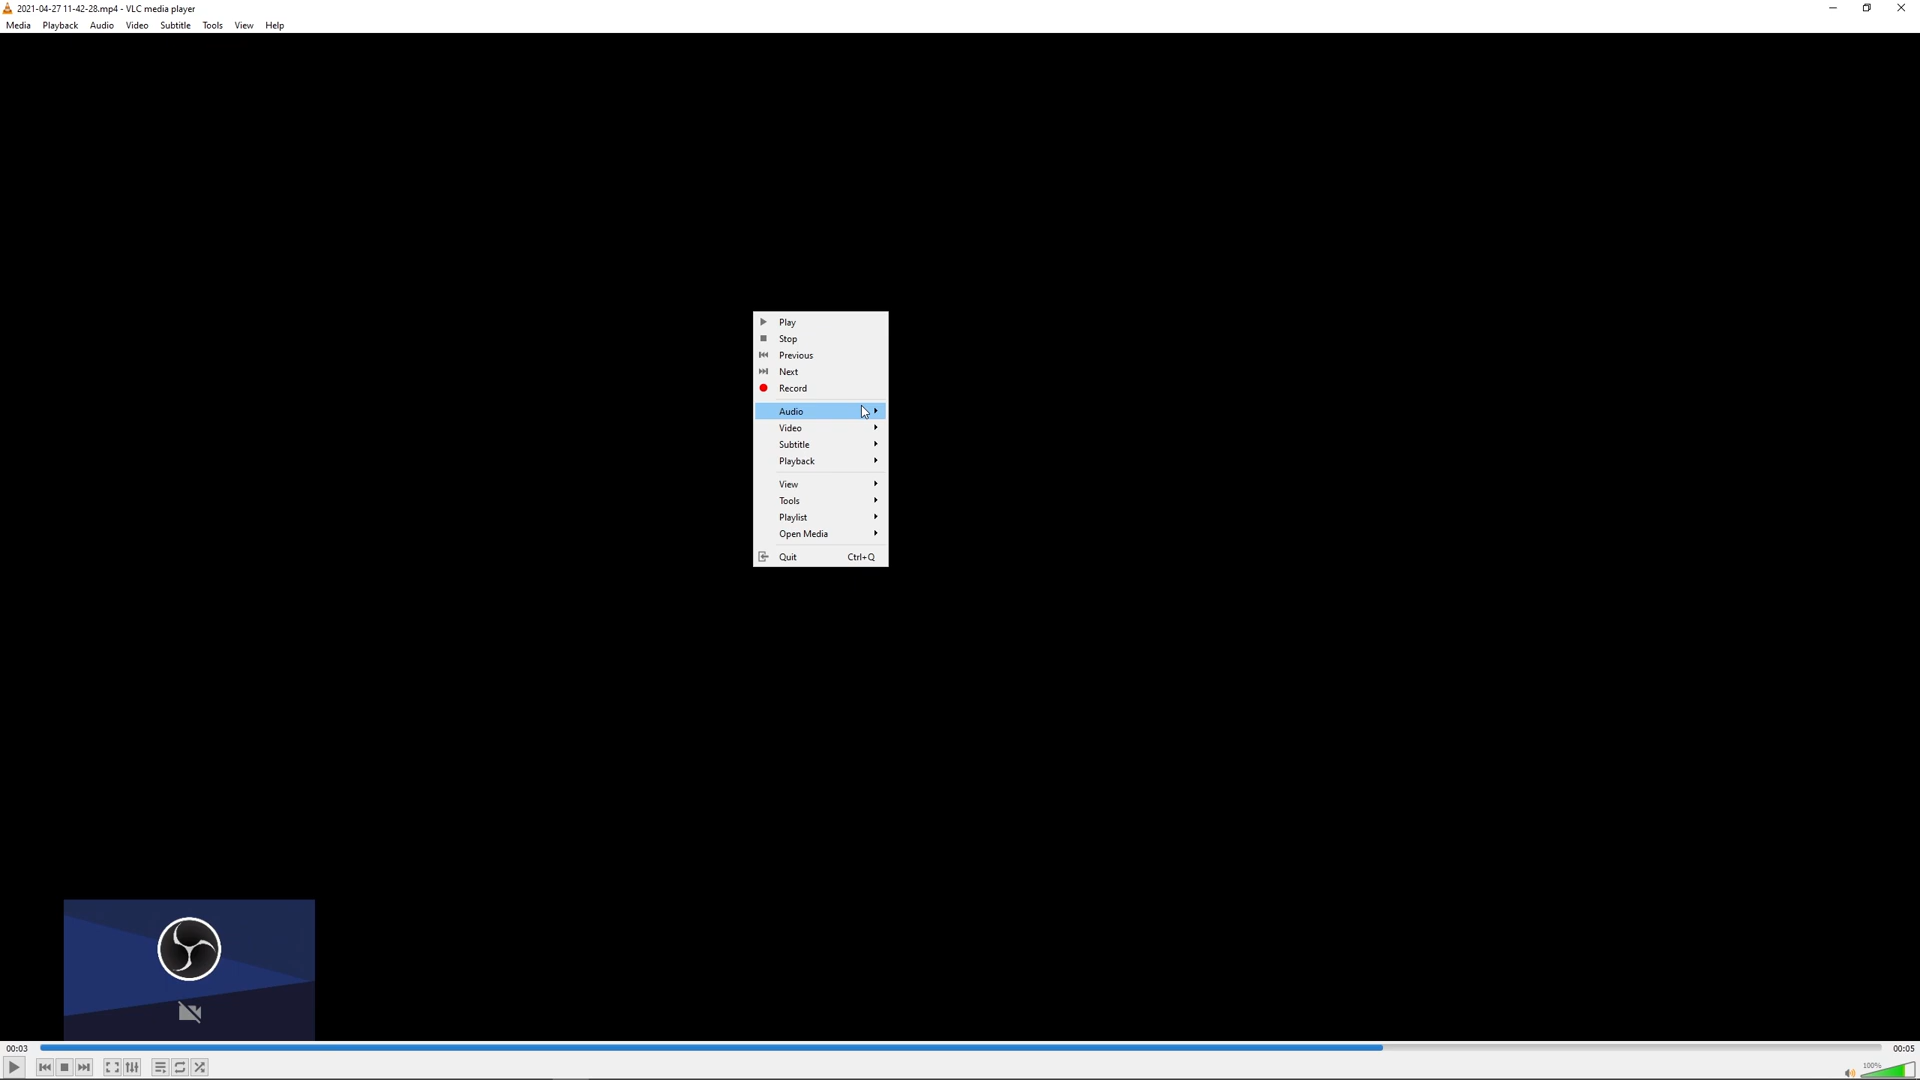 2021-04-27 11-42-28.mp4 - VLC media player
Media Playback Audio Video Subtitle Tools View Help
Play
Stop
Previous
Next
Record
Audio
Video
Subtitle
Playback
View
Tools
Playlist
Open Media
Quit Ctrl+Q
00:03 00:05
100%